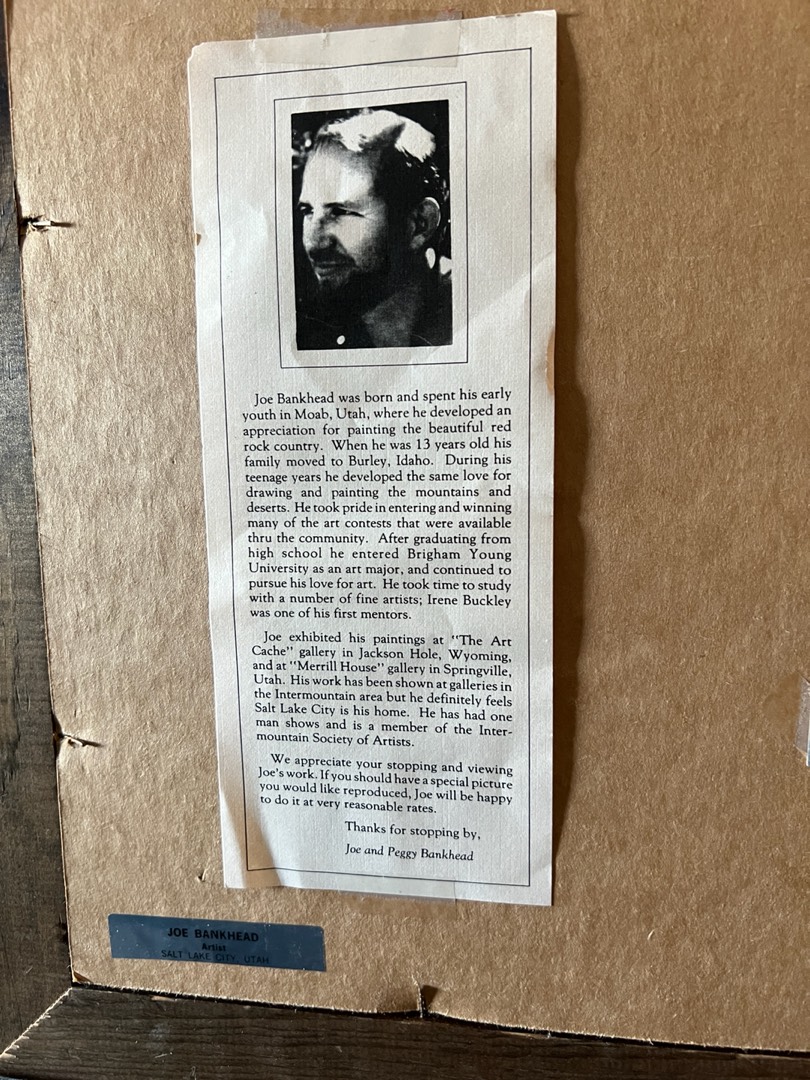 Joe Bankhead was born and spent his early
youth in Moab, Utah, where he developed an
appreciation for painting the beautiful red
rock country. When he was 13 years old his
family moved to Burley, Idaho. During his
teenage years he developed the same love for
drawing and painting the mountains and
deserts. He took pride in entering and winning
many of the art contests that were available
thru the community. After graduating from
high school he entered Brigham Young
University as an art major, and continued to
pursue his love for art. He took time to study
with a number of fine artists; Irene Buckley
was one of his first mentors.
Joe exhibited his paintings at "The Art
Cache" gallery in Jackson Hole, Wyoming,
and at "Merrill House" gallery in Springville,
Utah. His work has been shown at galleries in
the Intermountain area but he definitely feels
Salt Lake City is his home. He has had one
man shows and is a member of the Inter-
mountain Society of Artists.
We appreciate your stopping and viewing
Joe's work. If you should have a special picture
you would like reproduced, Joe will be happy
to do it at very reasonable rates.
Thanks for stopping by,
Joe and Peggy Bankhead
JOE BANKHEAD
Artist
SALT LAKE CITY, UTAH